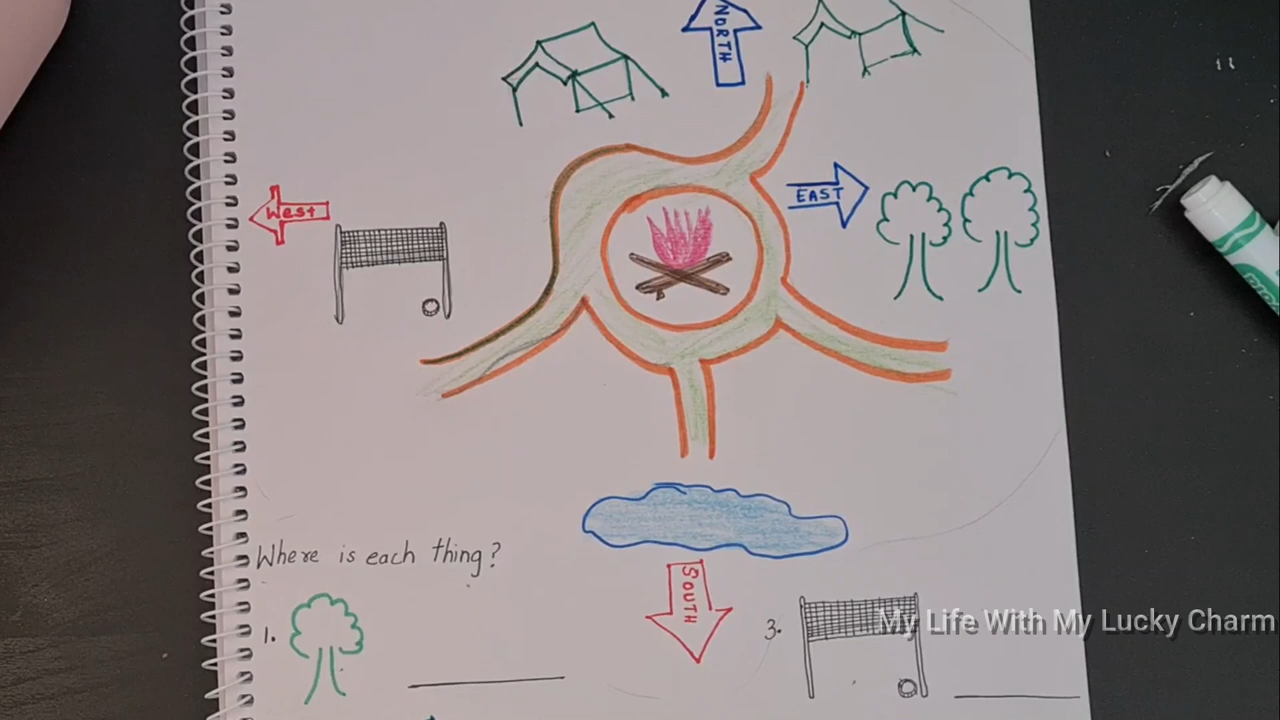 NORTH
EAST
West
Where is each thing?
SOUTH
1.
3.
My Life With My Lucky Charm